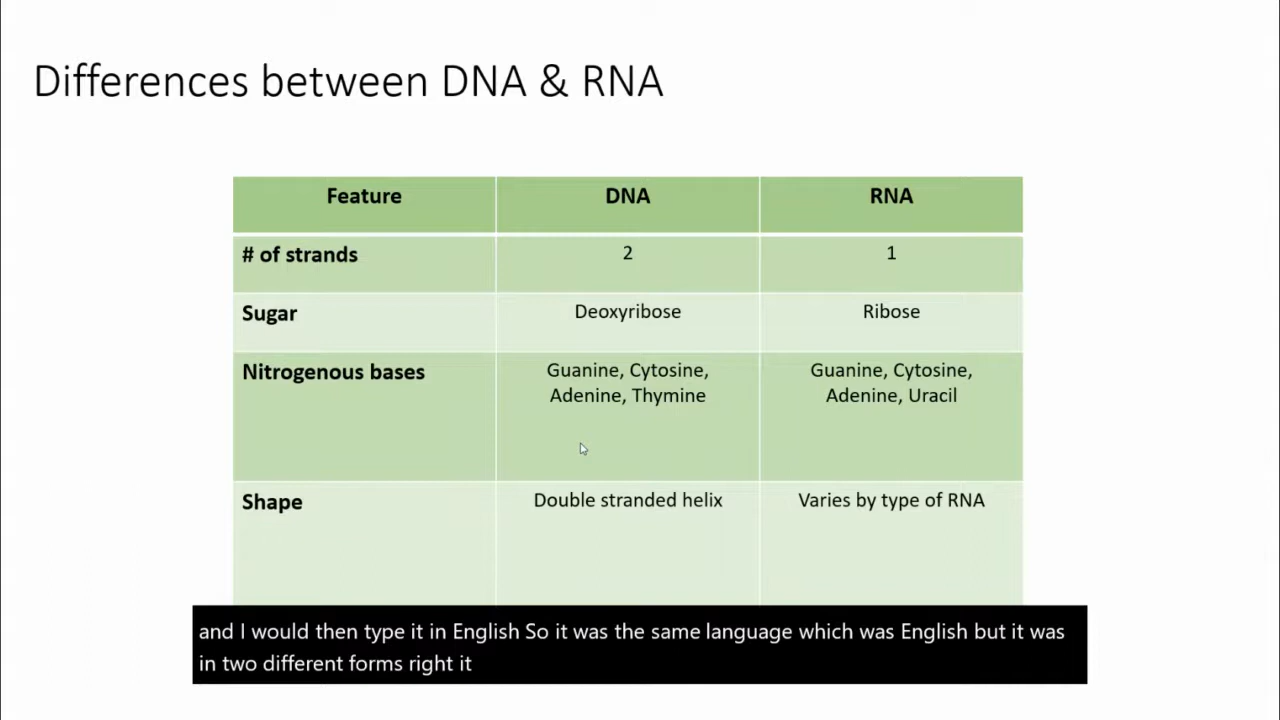 Differences between DNA & RNA
Feature DNA RNA
# of strands 2 1
Sugar Deoxyribose Ribose
Nitrogenous bases Guanine, Cytosine, Guanine, Cytosine,
Adenine, Thymine Adenine, Uracil
Shape Double stranded helix Varies by type of RNA
and I would then type it in English So it was the same language which was English but it was
in two different forms right it